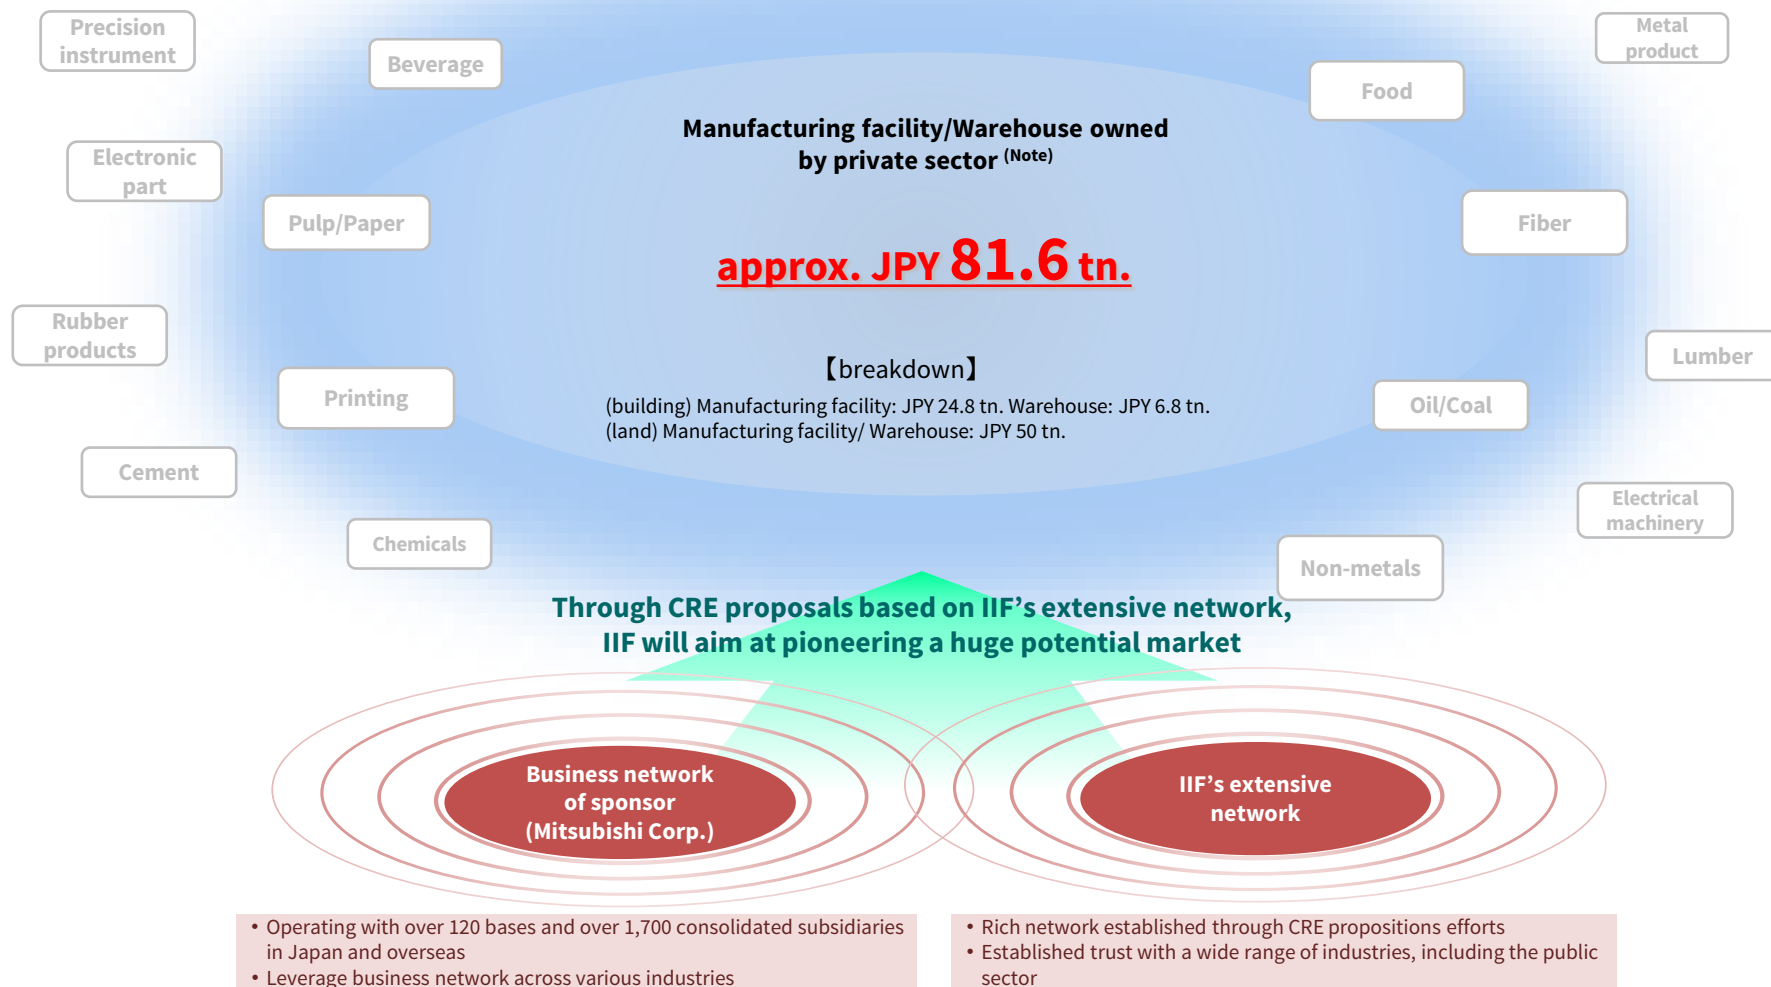 Precision
instrument
Beverage
Metal
product
Food
Manufacturing facility/Warehouse owned
by private sector (Note)
Electronic
part
Pulp/Paper
Fiber
approx. JPY 81.6 tn.
Rubber
products
Lumber
【breakdown】
Printing
Oil/Coal
(building) Manufacturing facility: JPY 24.8 tn. Warehouse: JPY 6.8 tn.
(land) Manufacturing facility/ Warehouse: JPY 50 tn.
Cement
Electrical
machinery
Chemicals
Non-metals
Through CRE proposals based on IIF’s extensive network,
IIF will aim at pioneering a huge potential market
Business network
of sponsor
(Mitsubishi Corp.)
IIF’s extensive
network
• Operating with over 120 bases and over 1,700 consolidated subsidiaries
in Japan and overseas
• Leverage business network across various industries
• Rich network established through CRE propositions efforts
• Established trust with a wide range of industries, including the public
sector